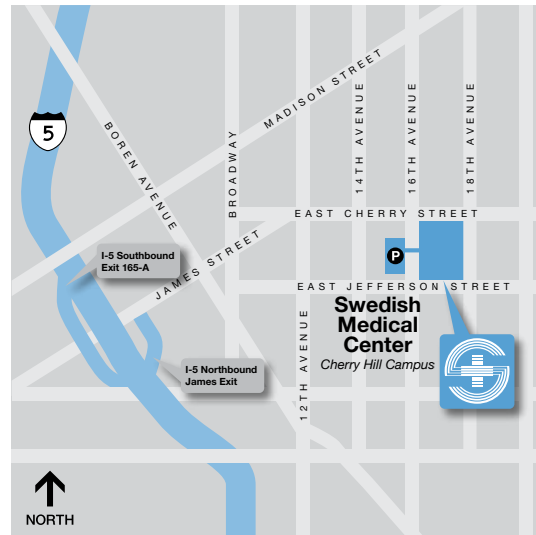 5
BOREN AVENUE
BROADWAY
MADISON STREET
14TH AVENUE
16TH AVENUE
18TH AVENUE
EAST CHERRY STREET
I-5 Southbound
Exit 165-A
JAMES STREET
P
EAST JEFFERSON STREET
Swedish
Medical
Center
Cherry Hill Campus
12TH AVENUE
I-5 Northbound
James Exit
NORTH